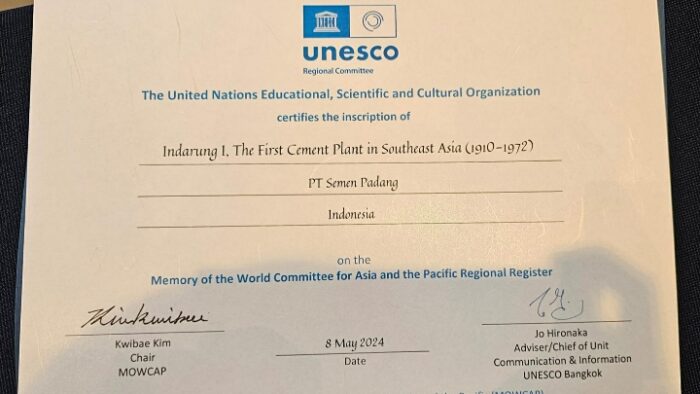 unesco
Regional Committee
The United Nations Educational, Scientific and Cultural Organization
certifies the inscription of
Indarung I. The First Cement Plant in Southeast Asia (1910-1972)
PT Semen Padang
Indonesia
on the
Memory of the World Committee for Asia and the Pacific Regional Register
Kwibae Kim
Chair
MOWCAP
8 May 2024
Date
Jo Hironaka
Adviser/Chief of Unit
Communication & Information
UNESCO Bangkok
(MOWCAP)